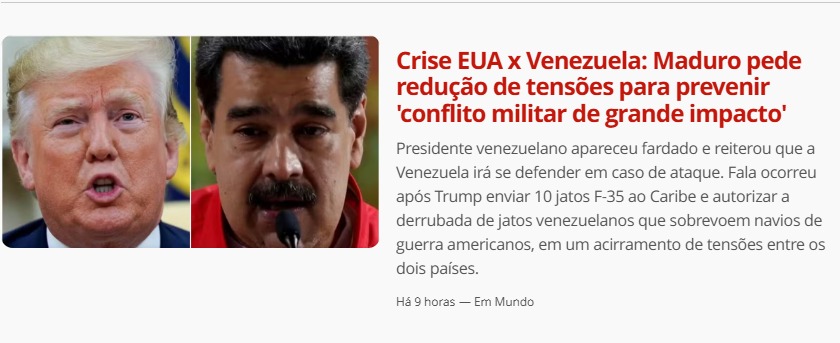 Crise EUA x Venezuela: Maduro pede
redução de tensões para prevenir
'conflito militar de grande impacto'
Presidente venezuelano apareceu fardado e reiterou que a
Venezuela irá se defender em caso de ataque. Fala ocorreu
após Trump enviar 10 jatos F-35 ao Caribe e autorizar a
derrubada de jatos venezuelanos que sobrevoem navios de
guerra americanos, em um acirramento de tensões entre os
dois países.
Há 9 horas — Em Mundo